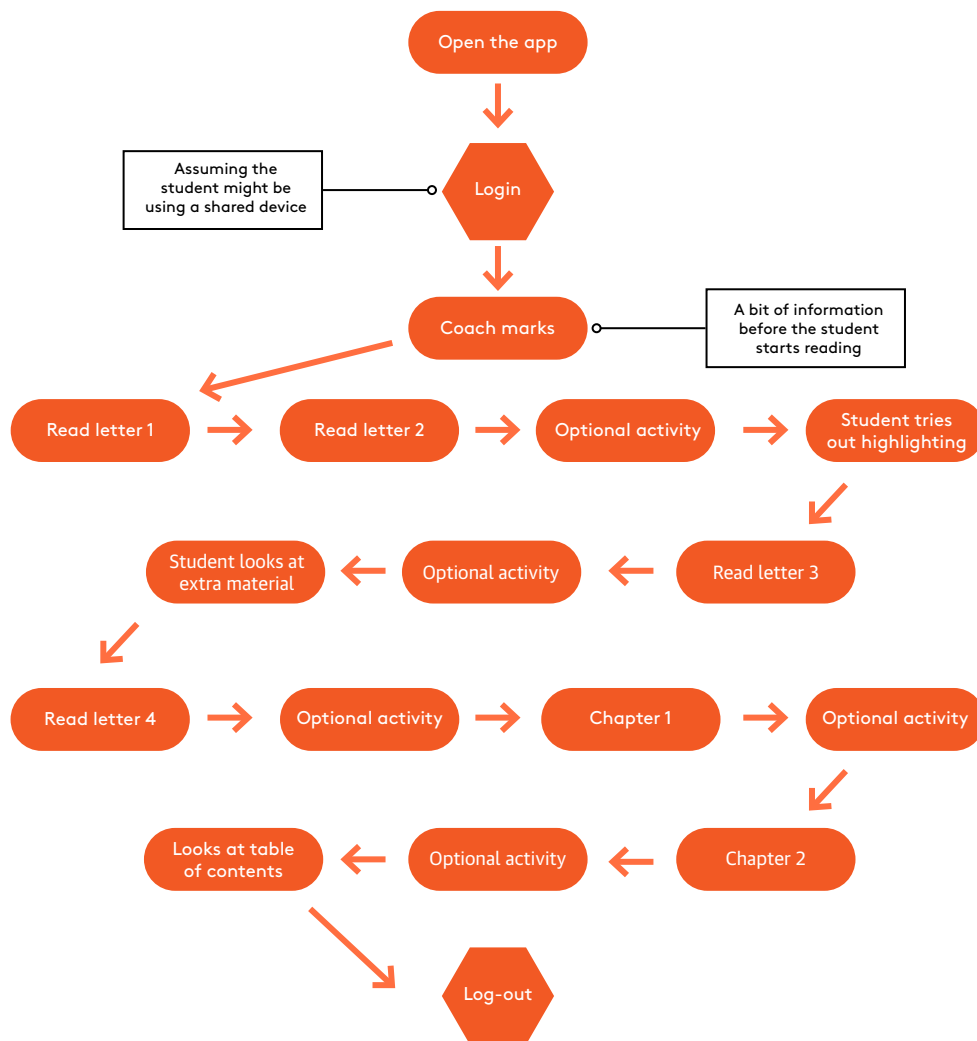 Open the app
Assuming the
student might be
using a shared device
Login
Coach marks
A bit of information
before the student
starts reading
Read letter 1
Read letter 2
Optional activity
Student tries
out highlighting
Read letter 3
Optional activity
Student looks at
extra material
Read letter 4
Optional activity
Chapter 1
Optional activity
Chapter 2
Optional activity
Looks at table
of contents
Log-out